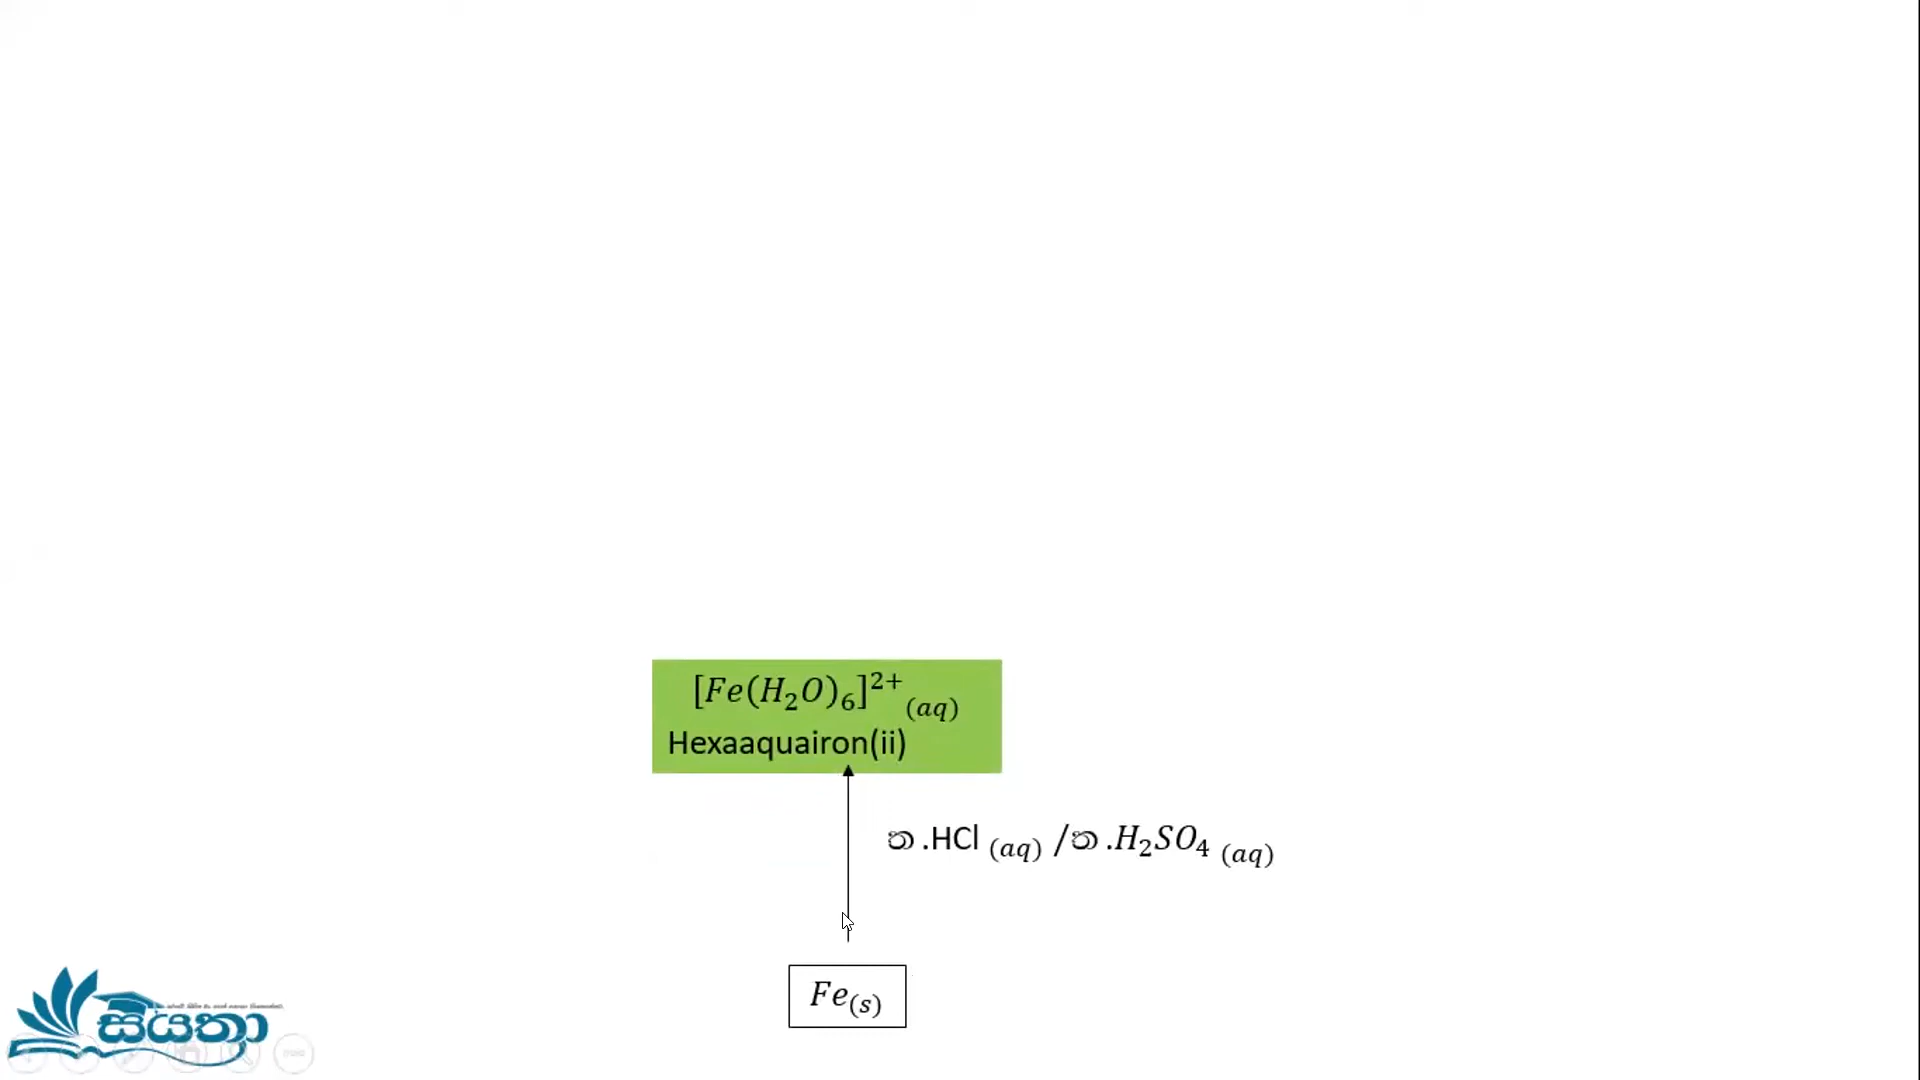 [Fe(H₂O)₆]²⁺₍aq₎
Hexaaquairon(ii)
ත .HCl (aq) /ත .H₂SO₄ (aq)
Fe(s)
සියත්‍රා